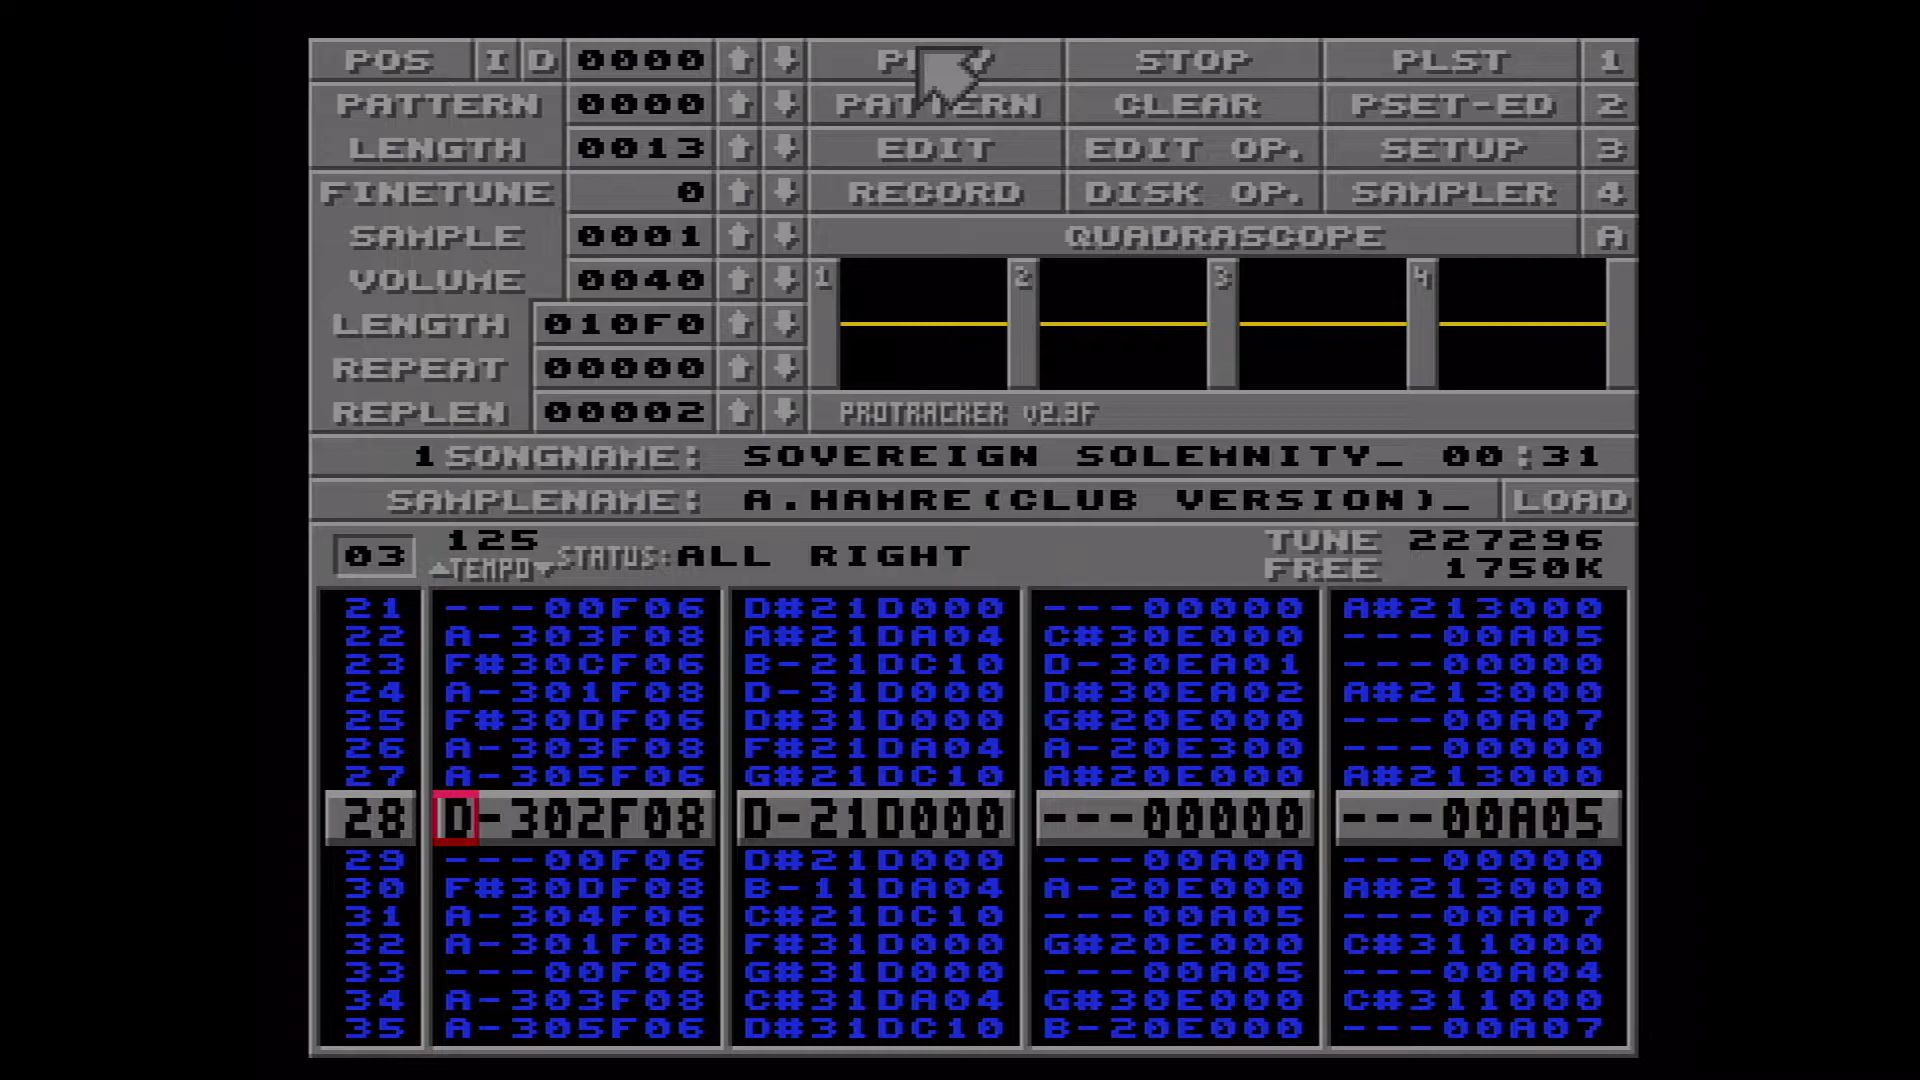 POS I D 0000 PLAY STOP PLST 1
PATTERN 0000 PATTERN CLEAR PSET-ED 2
LENGTH 0013 EDIT EDIT OP. SETUP 3
FINETUNE 0 RECORD DISK OP. SAMPLER 4
SAMPLE 0001 QUADRASCOPE A
VOLUME 0040 1 2 3 4
LENGTH 010F0
REPEAT 00000
REPLEN 00002 PROTRACKER V2.3F
1 SONGNAME: SOVEREIGN SOLEMNITY_ 00:31
SAMPLENAME: A.HAMRE(CLUB VERSION)_ LOAD
03 125 TEMPO STATUS: ALL RIGHT TUNE 227296
FREE 1750K
21 ---00F06 D#21D000 ---00000 A#213000
22 A-303F08 A#21DA04 C#30E000 ---00A05
23 F#30CF06 B-21DC10 D-30EA01 ---00000
24 A-301F08 D-31D000 D#30EA02 A#213000
25 F#30DF06 D#31D000 G#20E000 ---00A07
26 A-303F08 F#21DA04 A-20E300 ---00000
27 A-305F06 G#21DC10 A#20E000 A#213000
28 D-302F08 D-21D000 ---00000 ---00A05
29 ---00F06 D#21D000 ---00A0A ---00000
30 F#30DF08 B-11DA04 A-20E000 A#213000
31 A-304F06 C#21DC10 ---00A05 ---00A07
32 A-301F08 F#31D000 G#20E000 C#311000
33 ---00F06 G#31D000 ---00A05 ---00A04
34 A-303F08 C#31DA04 G#30E000 C#311000
35 A-305F06 D#31DC10 B-20E000 ---00A07